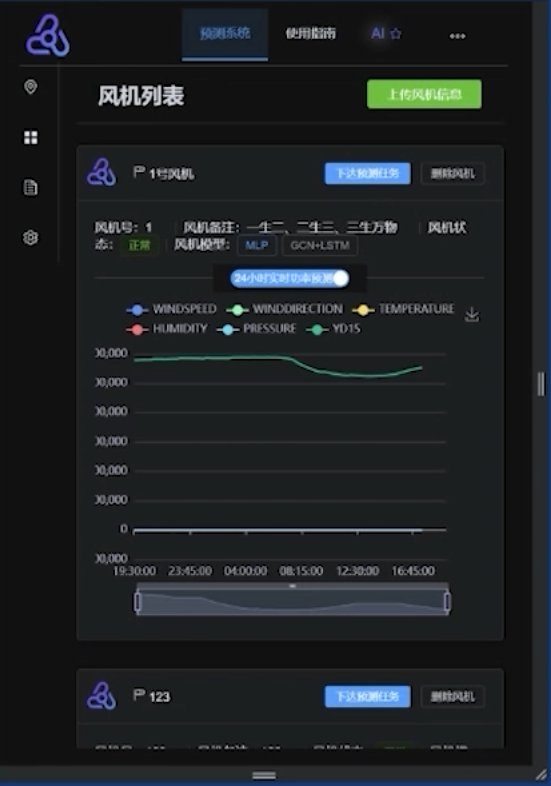 预测系统 使用指南 AI
风机列表 上传风机信息
1号风机 下达预测任务 删除风机
风机号: 1 风机备注: 一生二、二生三、三生万物 风机状
态: 正常 风机模型: MLP GCN+LSTM
24小时实时功率预测
WINDSPEED WINDDIRECTION TEMPERATURE
HUMIDITY PRESSURE YD15
00,000
00,000
00,000
00,000
00,000
00,000
0
00,000
19:30:00 23:45:00 04:00:00 08:15:00 12:30:00 16:45:00
123 下达预测任务 删除风机